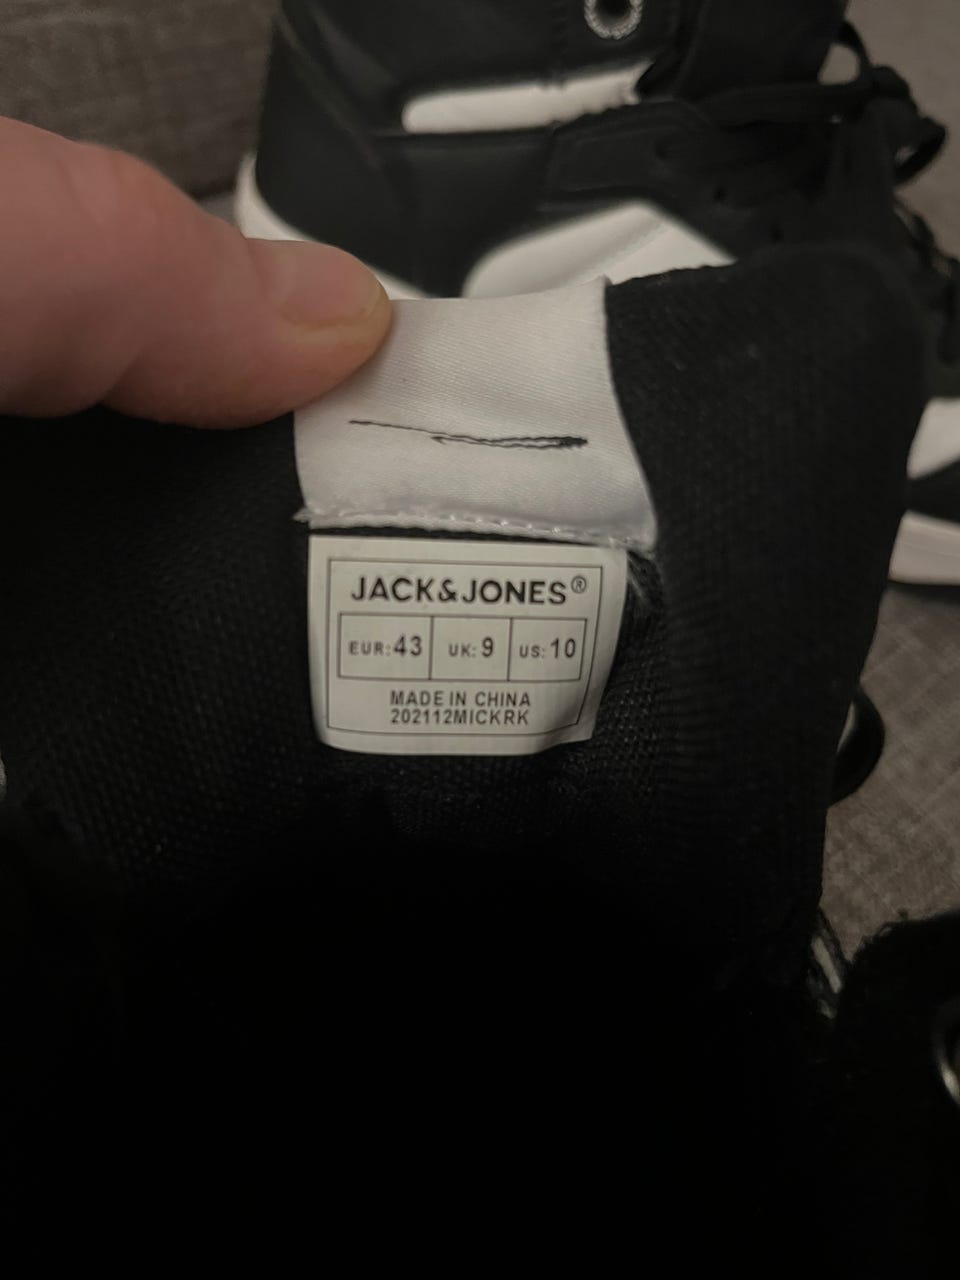 JACK&JONES®
EUR:43 UK:9 US:10
MADE IN CHINA
202112MICKRK